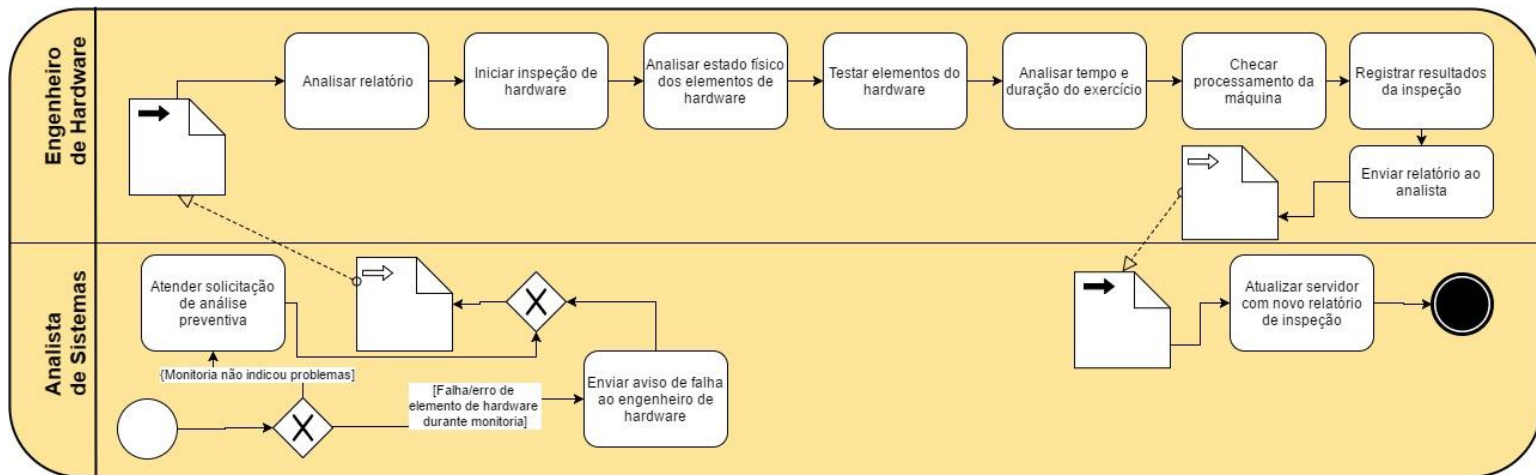 Engenheiro
de Hardware
Analisar relatório
Iniciar inspeção de
hardware
Analisar estado físico
dos elementos de
hardware
Testar elementos do
hardware
Analisar tempo e
duração do exercício
Checar
processamento da
máquina
Registrar resultados
da inspeção
Enviar relatório ao
analista
Analista
de Sistemas
Atender solicitação
de análise
preventiva
{Monitoria não indicou problemas]
[Falha/erro de
elemento de hardware
durante monitoria]
Enviar aviso de falha
ao engenheiro de
hardware
Atualizar servidor
com novo relatório
de inspeção